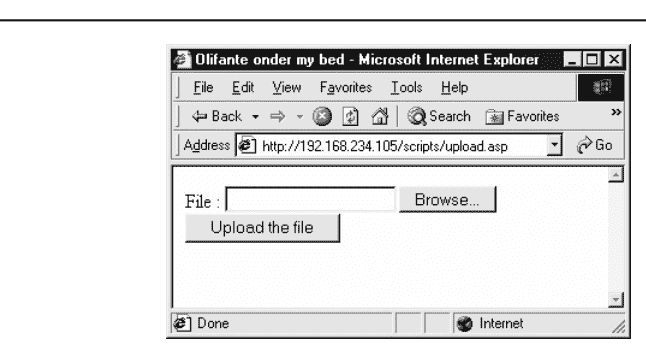 Olifante onder my bed - Microsoft Internet Explorer
File Edit View Favorites Tools Help
Back Search Favorites »
Address http://192.168.234.105/scripts/upload.asp Go
File : Browse...
Upload the file
Done Internet